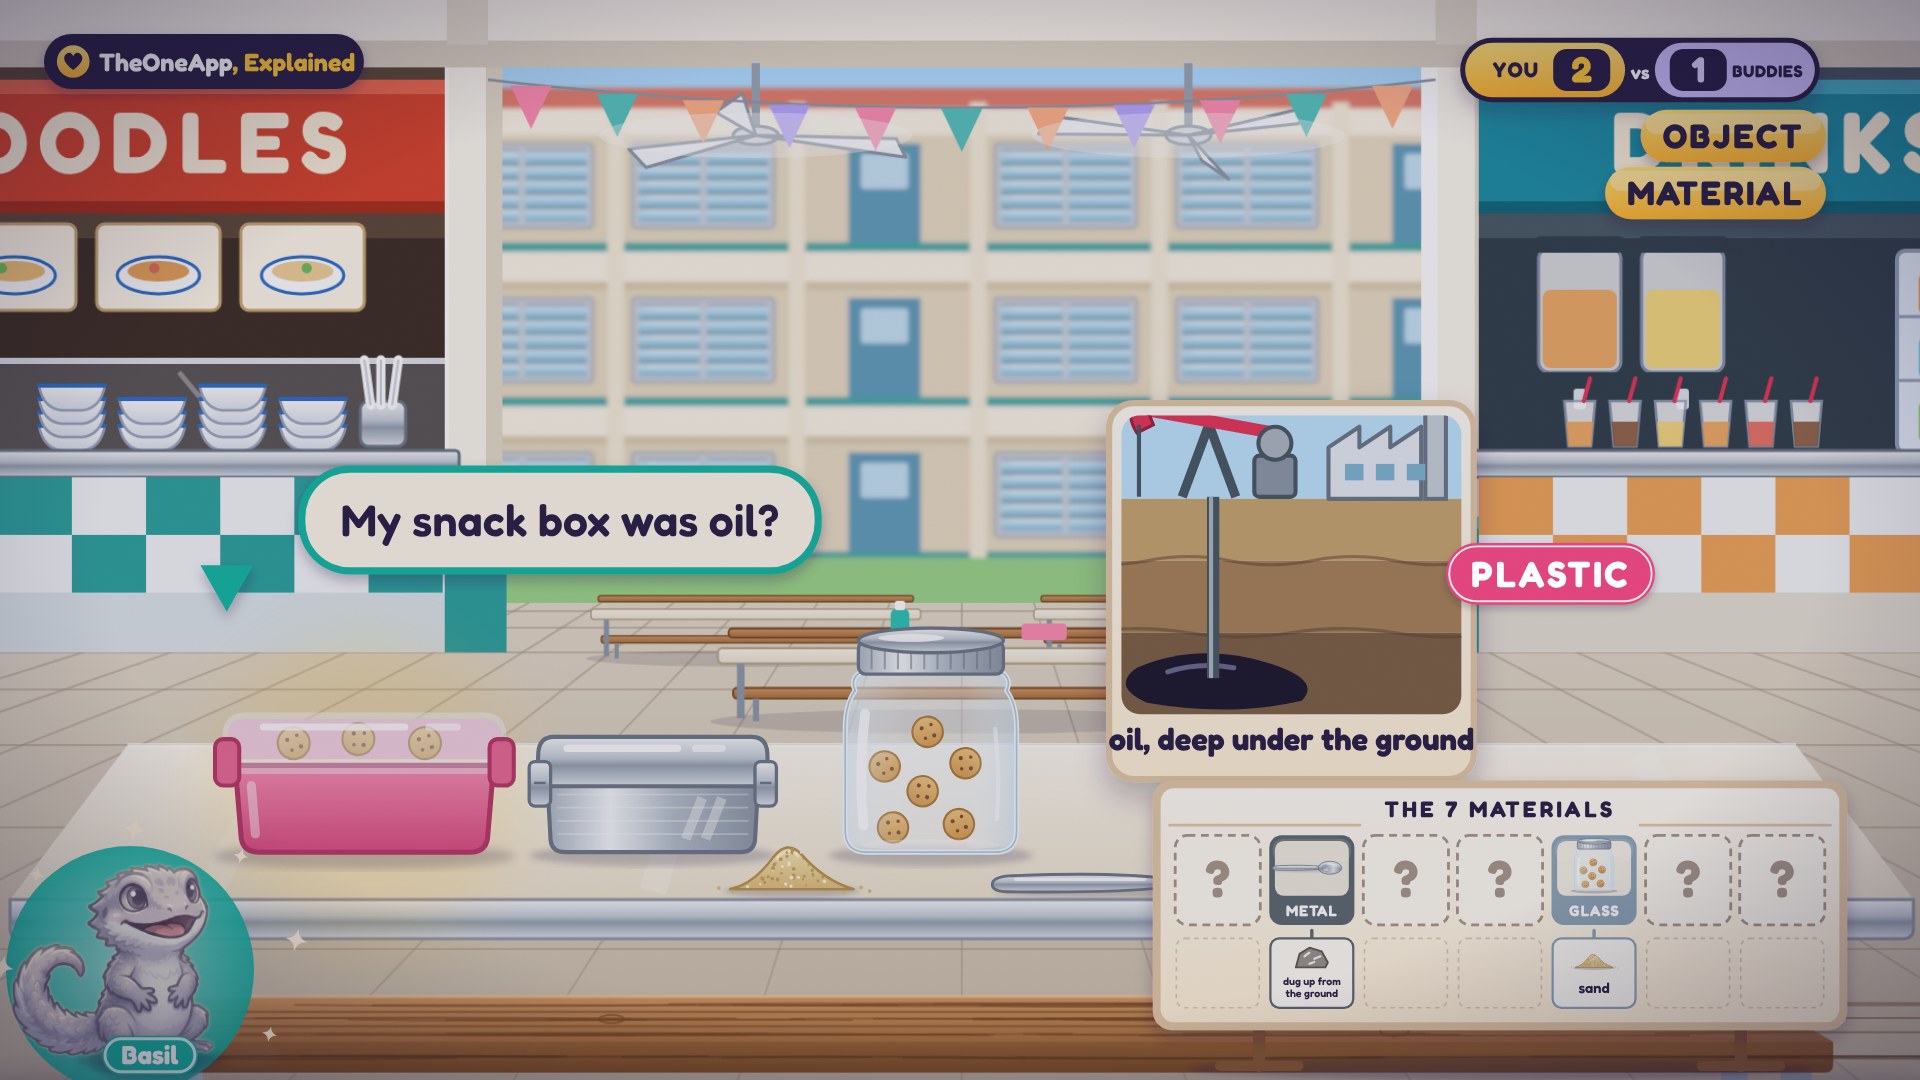 TheOneApp, Explained
YOU 2 vs 1 BUDDIES
OODLES
OBJECT
MATERIAL
My snack box was oil?
PLASTIC
oil, deep under the ground
THE 7 MATERIALS
? METAL ? ? GLASS ? ?
dug up from
the ground
sand
Basil